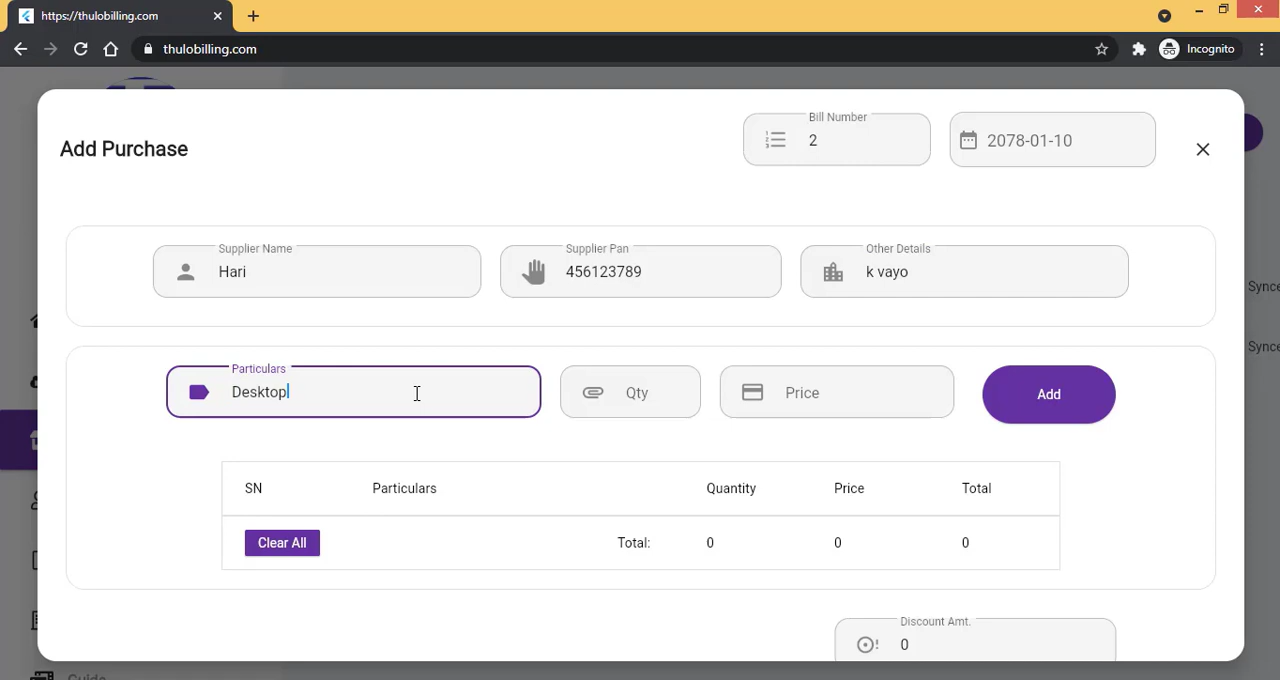 https://thulobilling.com
thulobilling.com
Incognito
Add Purchase
Bill Number
2
2078-01-10
Supplier Name
Hari
Supplier Pan
456123789
Other Details
k vayo
Synce
Synce
Particulars
Desktop
Qty
Price
Add
SN Particulars Quantity Price Total
Clear All Total: 0 0 0
Discount Amt.
0
Guide